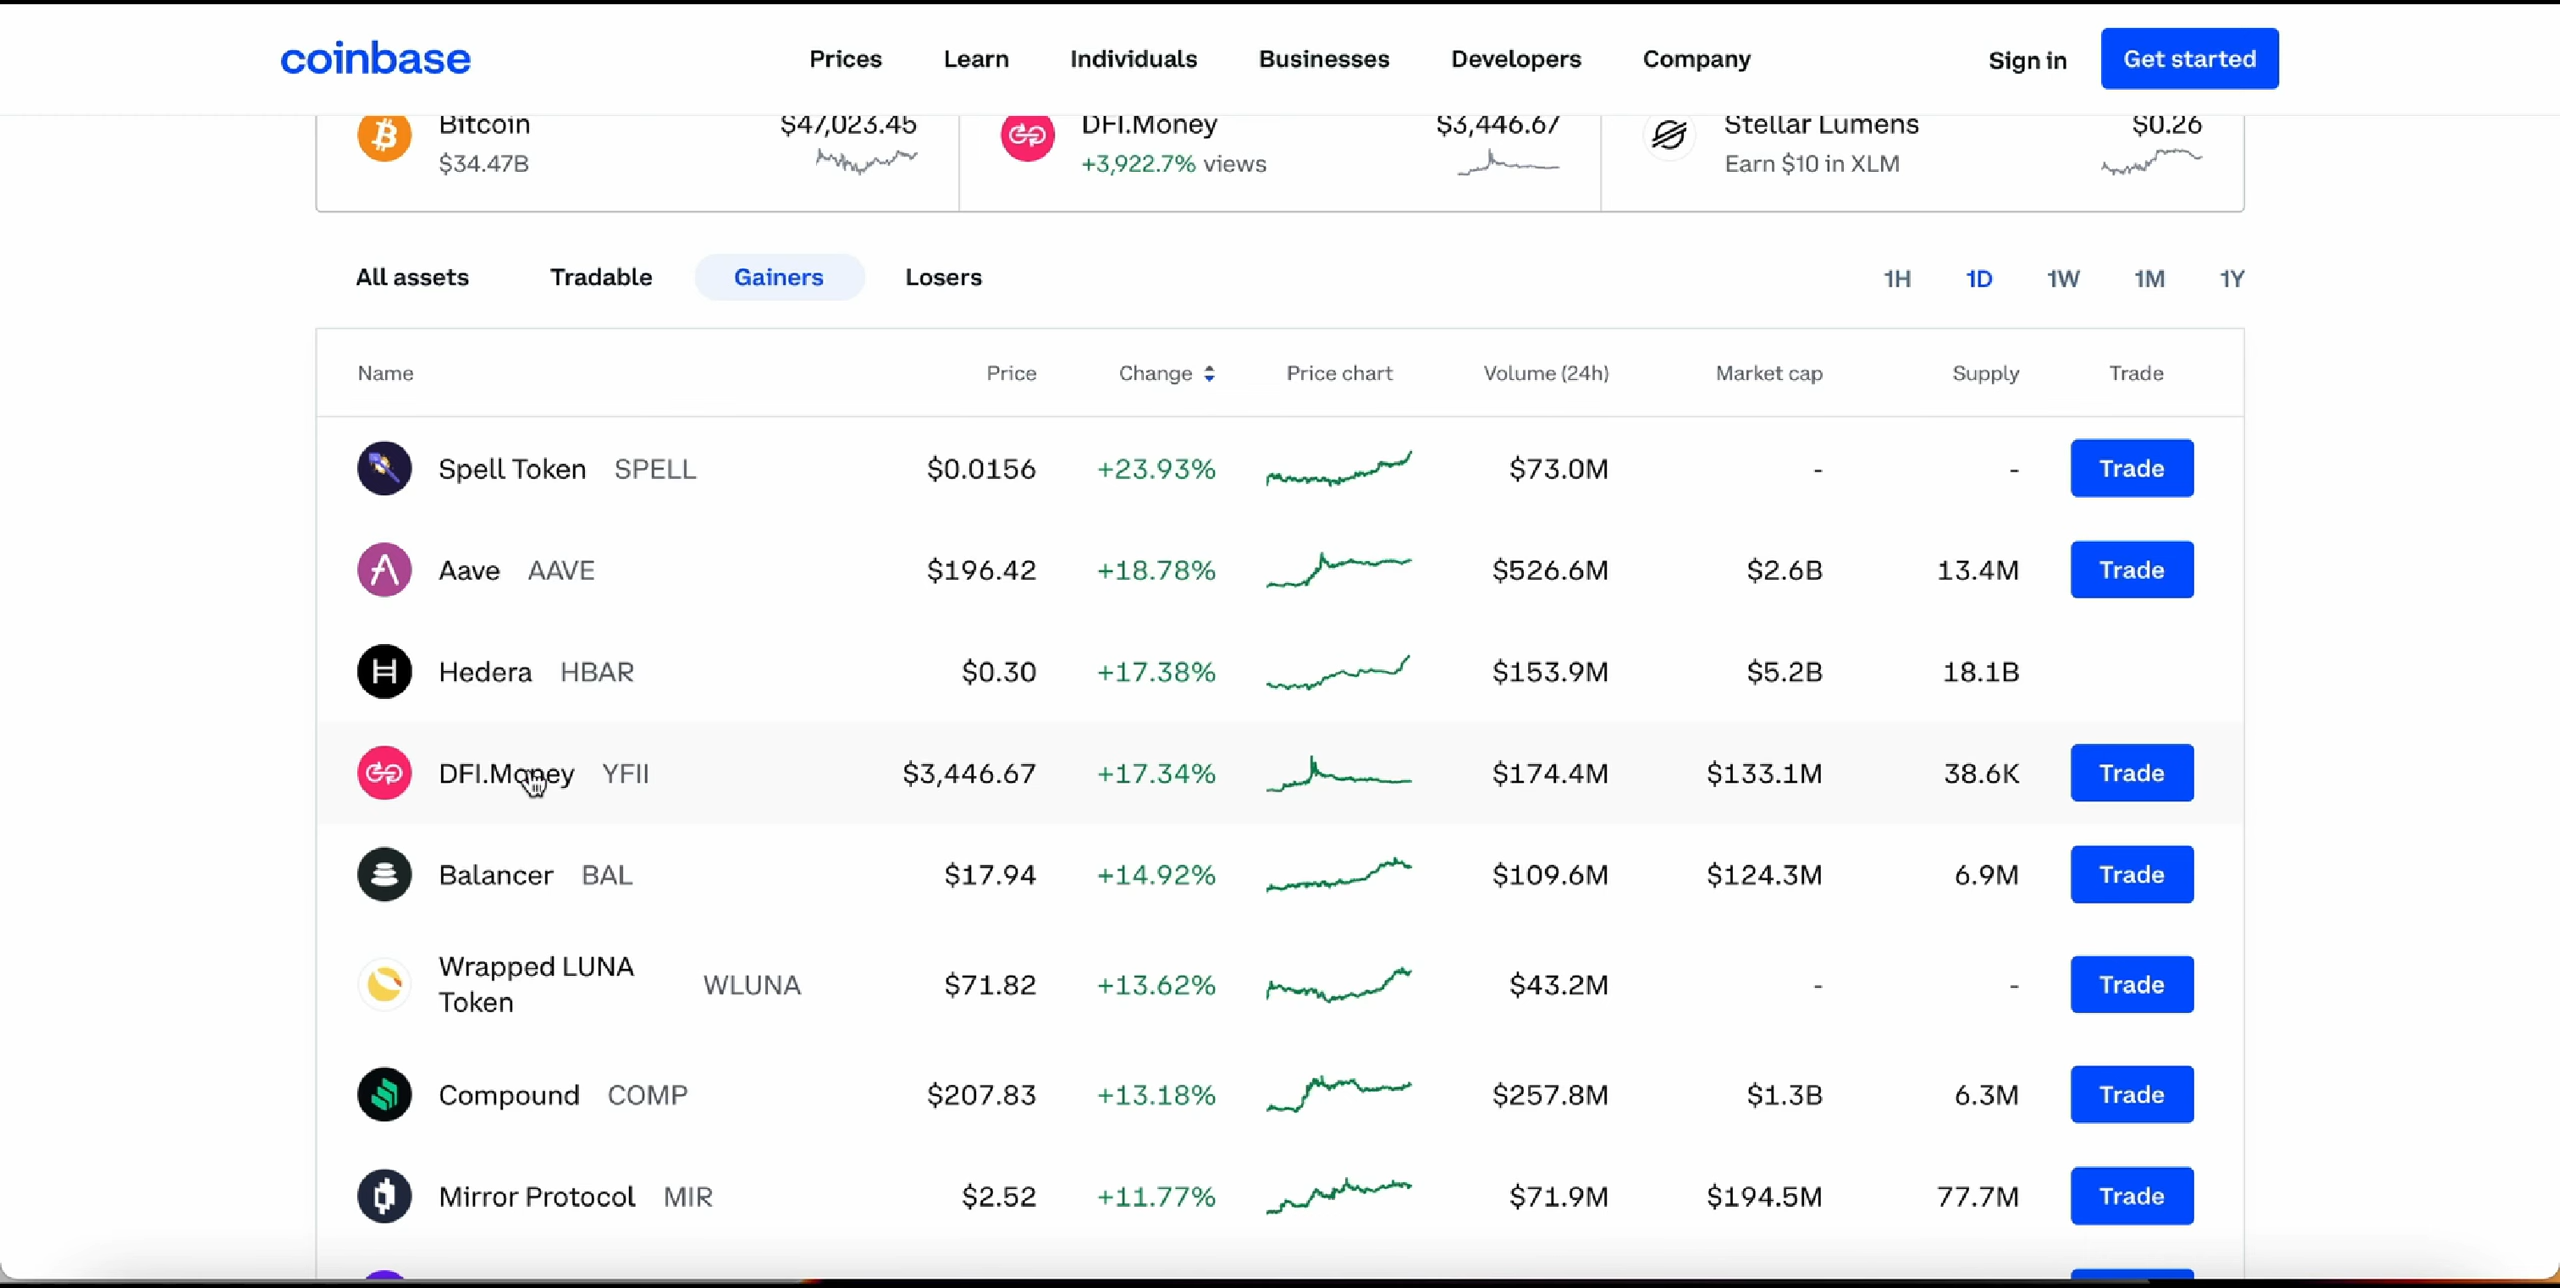 coinbase Prices Learn Individuals Businesses Developers Company Sign in Get started
Bitcoin $47,023.45 DFI.Money $3,446.67 Stellar Lumens $0.26
$34.47B +3,922.7% views Earn $10 in XLM
All assets Tradable Gainers Losers 1H 1D 1W 1M 1Y
Name Price Change Price chart Volume (24h) Market cap Supply Trade
Spell Token SPELL $0.0156 +23.93% $73.0M - - Trade
Aave AAVE $196.42 +18.78% $526.6M $2.6B 13.4M Trade
Hedera HBAR $0.30 +17.38% $153.9M $5.2B 18.1B
DFI.Money YFII $3,446.67 +17.34% $174.4M $133.1M 38.6K Trade
Balancer BAL $17.94 +14.92% $109.6M $124.3M 6.9M Trade
Wrapped LUNA
Token WLUNA $71.82 +13.62% $43.2M - - Trade
Compound COMP $207.83 +13.18% $257.8M $1.3B 6.3M Trade
Mirror Protocol MIR $2.52 +11.77% $71.9M $194.5M 77.7M Trade